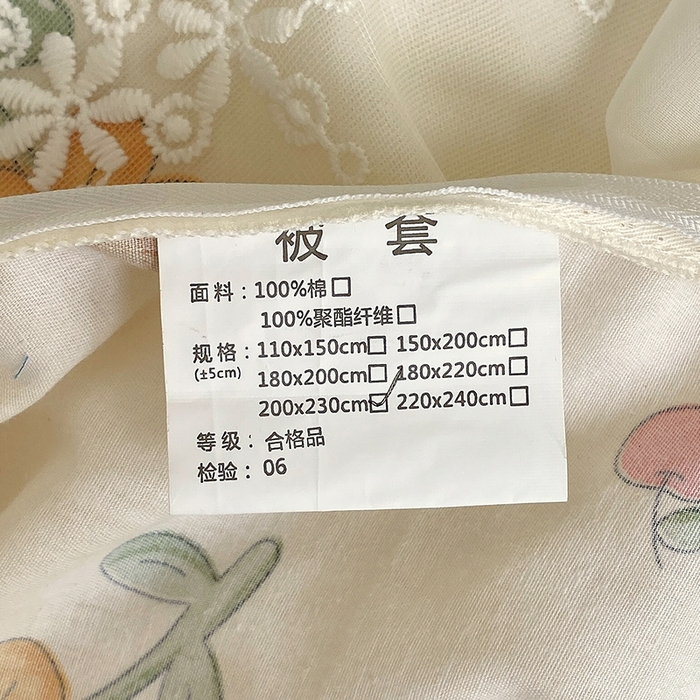 被 套
面料：100%棉□
100%聚酯纤维□
规格：110x150cm□ 150x200cm□
(±5cm)
180x200cm□ 180x220cm□
200x230cm☑ 220x240cm□
等级：合格品
检验：06